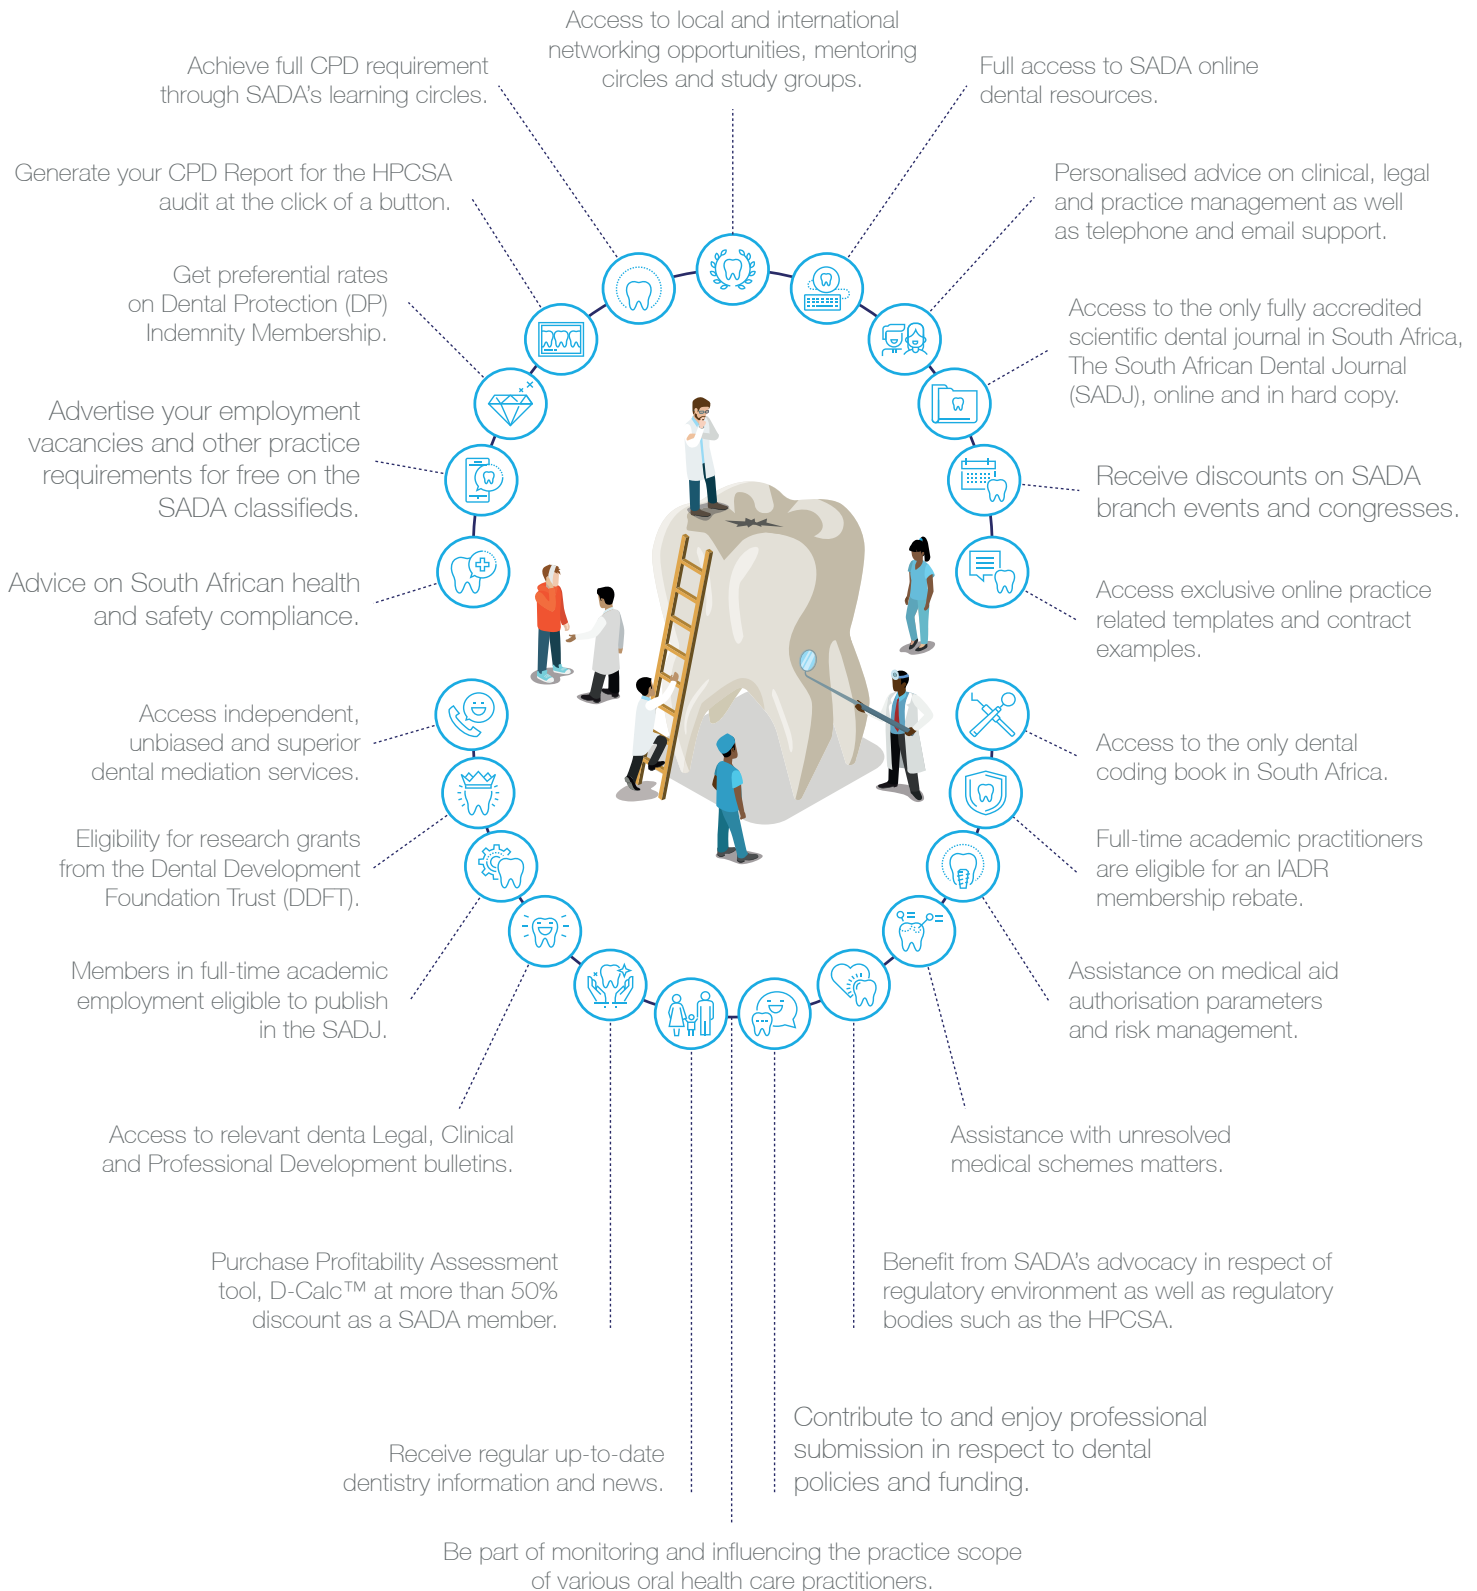 Access to local and international
networking opportunities, mentoring
circles and study groups.
Achieve full CPD requirement
through SADA's learning circles.
Full access to SADA online
dental resources.
Generate your CPD Report for the HPCSA
audit at the click of a button.
Personalised advice on clinical, legal
and practice management as well
as telephone and email support.
Get preferential rates
on Dental Protection (DP)
Indemnity Membership.
Access to the only fully accredited
scientific dental journal in South Africa,
The South African Dental Journal
(SADJ), online and in hard copy.
Advertise your employment
vacancies and other practice
requirements for free on the
SADA classifieds.
Receive discounts on SADA
branch events and congresses.
Advice on South African health
and safety compliance.
Access exclusive online practice
related templates and contract
examples.
Access independent,
unbiased and superior
dental mediation services.
Access to the only dental
coding book in South Africa.
Eligibility for research grants
from the Dental Development
Foundation Trust (DDFT).
Full-time academic practitioners
are eligible for an IADR
membership rebate.
Members in full-time academic
employment eligible to publish
in the SADJ.
Assistance on medical aid
authorisation parameters
and risk management.
Access to relevant denta Legal, Clinical
and Professional Development bulletins.
Assistance with unresolved
medical schemes matters.
Purchase Profitability Assessment
tool, D-Calc™ at more than 50%
discount as a SADA member.
Benefit from SADA's advocacy in respect of
regulatory environment as well as regulatory
bodies such as the HPCSA.
Receive regular up-to-date
dentistry information and news.
Contribute to and enjoy professional
submission in respect to dental
policies and funding.
Be part of monitoring and influencing the practice scope
of various oral health care practitioners.